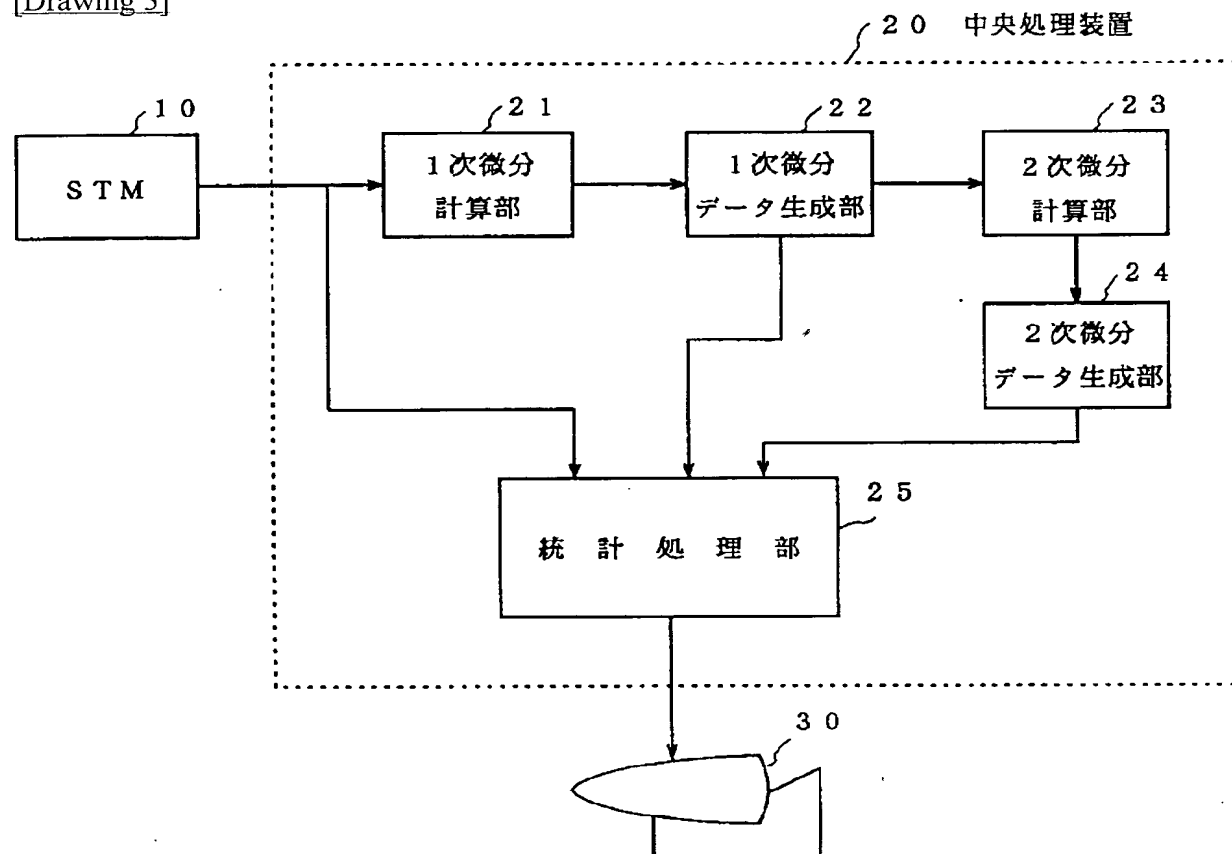 [Drawing 3]
20 中央処理装置
10
STM
21
1次微分
計算部
22
1次微分
データ生成部
23
2次微分
計算部
24
2次微分
データ生成部
25
統計処理部
30